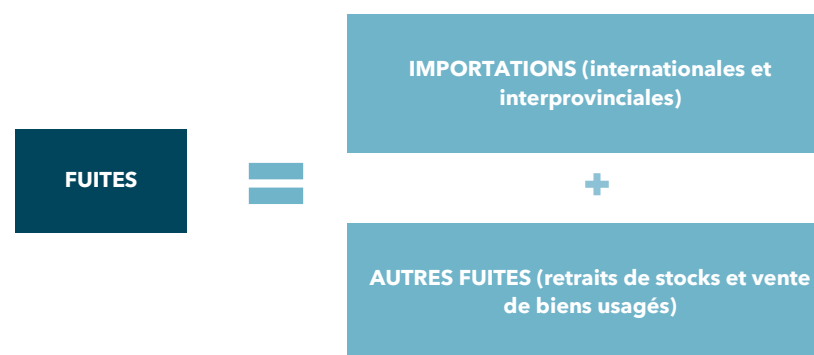 IMPORTATIONS (internationales et
interprovinciales)
FUITES
=
+
AUTRES FUITES (retraits de stocks et vente
de biens usagés)